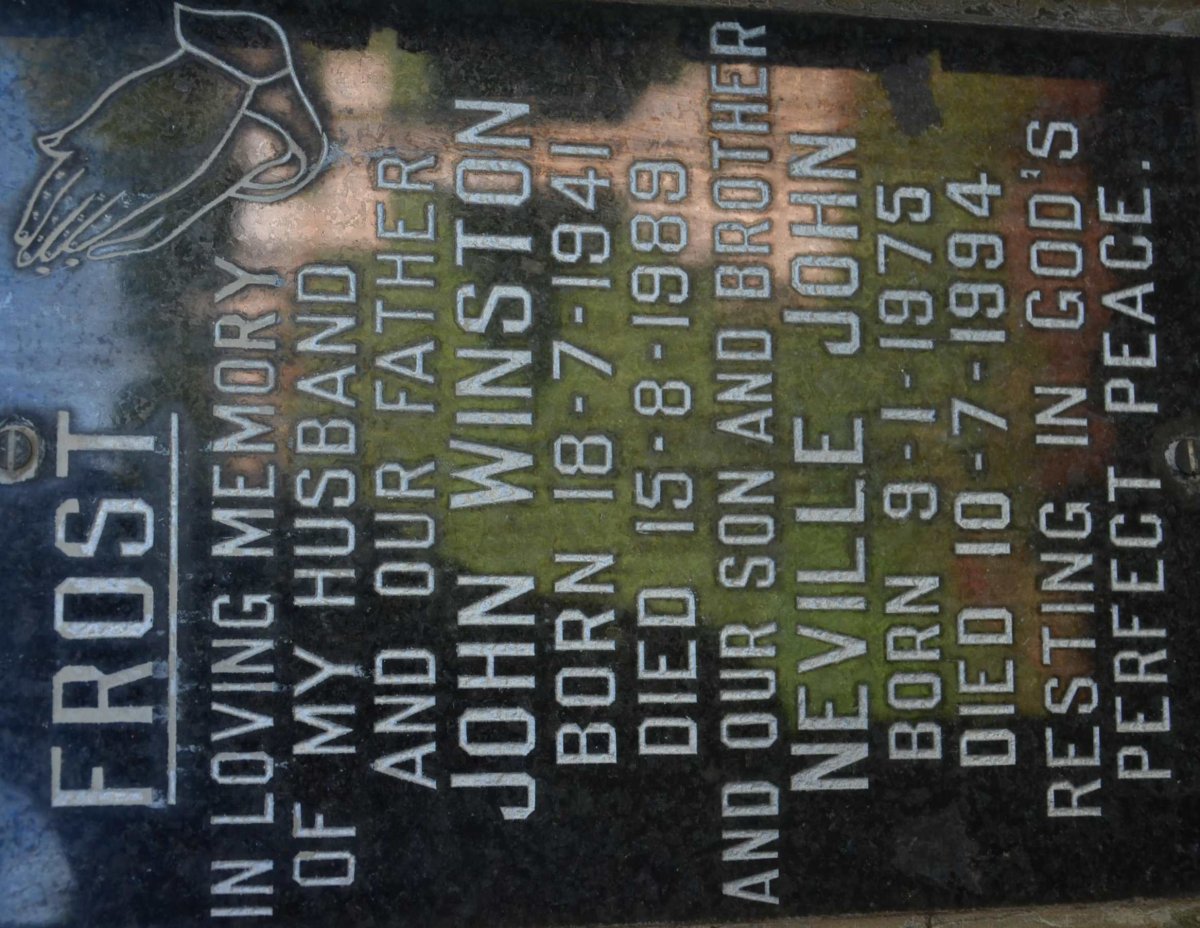 FROST
IN LOVING MEMORY
OF MY HUSBAND
AND OUR FATHER
JOHN WINSTON
BORN 18-7-1941
DIED 15-8-1989
AND OUR SON AND BROTHER
NEVILLE JOHN
BORN 9-1-1975
DIED 10-7-1994
RESTING IN GOD'S
PERFECT PEACE.